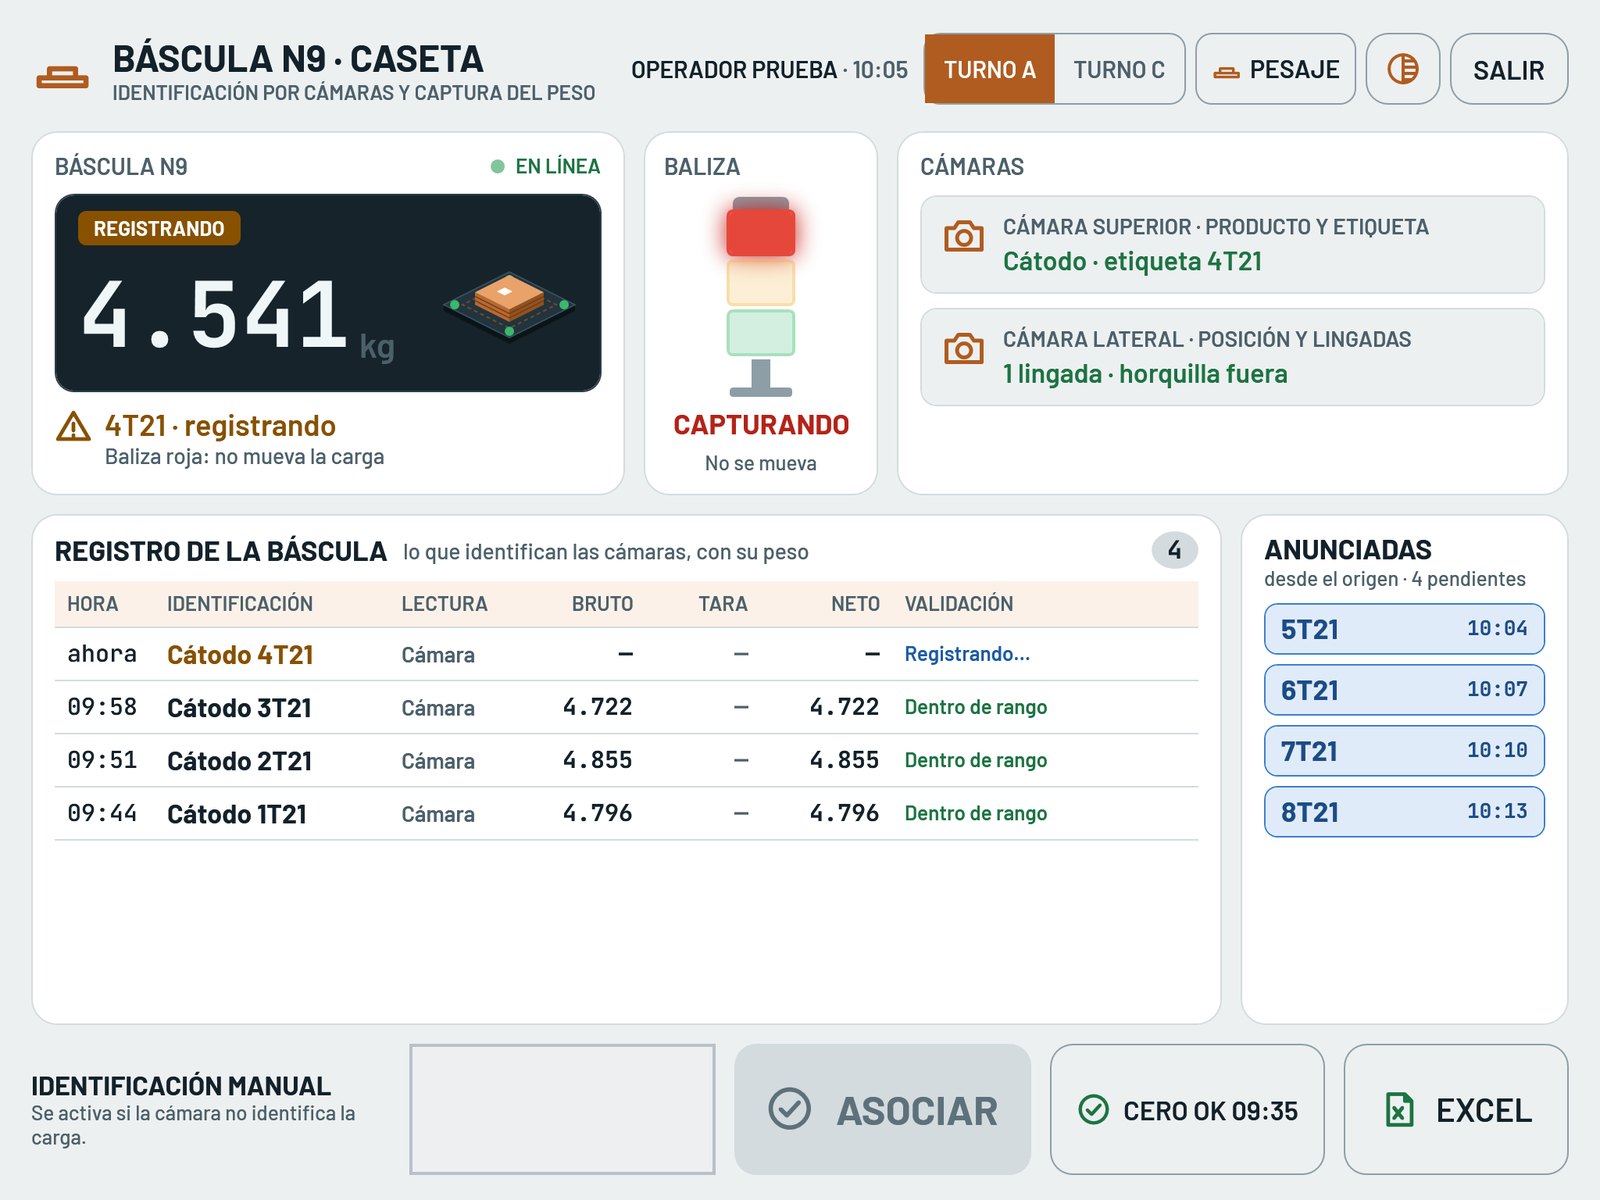 BÁSCULA N9 · CASETA
IDENTIFICACIÓN POR CÁMARAS Y CAPTURA DEL PESO
OPERADOR PRUEBA · 10:05
TURNO A
TURNO C
PESAJE
SALIR
BÁSCULA N9
EN LÍNEA
REGISTRANDO
4.541 kg
4T21 · registrando
Baliza roja: no mueva la carga
BALIZA
CAPTURANDO
No se mueva
CÁMARAS
CÁMARA SUPERIOR · PRODUCTO Y ETIQUETA
Cátodo · etiqueta 4T21
CÁMARA LATERAL · POSICIÓN Y LINGADAS
1 lingada · horquilla fuera
REGISTRO DE LA BÁSCULA lo que identifican las cámaras, con su peso 4
HORA IDENTIFICACIÓN LECTURA BRUTO TARA NETO VALIDACIÓN
ahora Cátodo 4T21 Cámara – – – Registrando...
09:58 Cátodo 3T21 Cámara 4.722 – 4.722 Dentro de rango
09:51 Cátodo 2T21 Cámara 4.855 – 4.855 Dentro de rango
09:44 Cátodo 1T21 Cámara 4.796 – 4.796 Dentro de rango
ANUNCIADAS
desde el origen · 4 pendientes
5T21 10:04
6T21 10:07
7T21 10:10
8T21 10:13
IDENTIFICACIÓN MANUAL
Se activa si la cámara no identifica la
carga.
ASOCIAR
CERO OK 09:35
EXCEL